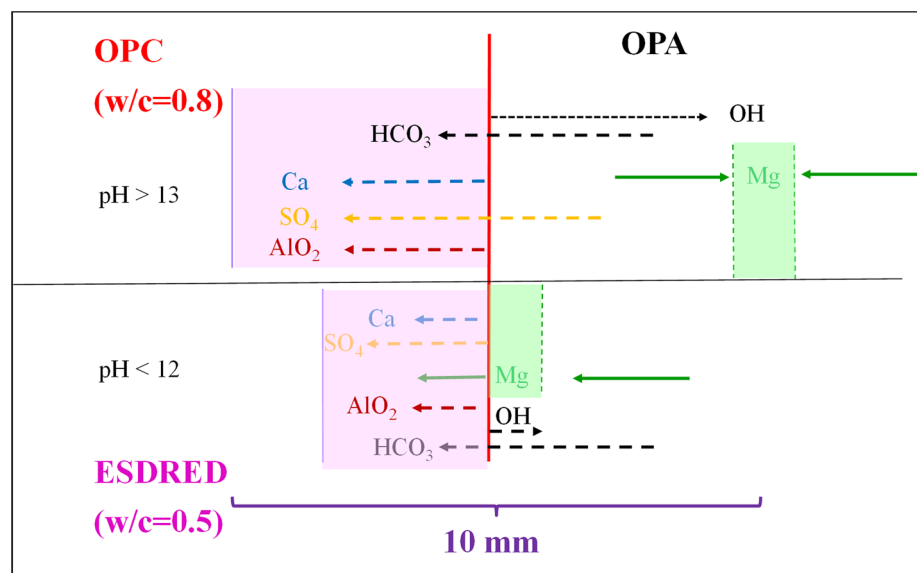 OPC
(w/c=0.8)
OPA
OH
HCO₃
Ca
Mg
pH > 13
SO₄
AlO₂
Ca
SO₄
pH < 12
Mg
AlO₂
OH
HCO₃
ESDRED
(w/c=0.5)
10 mm